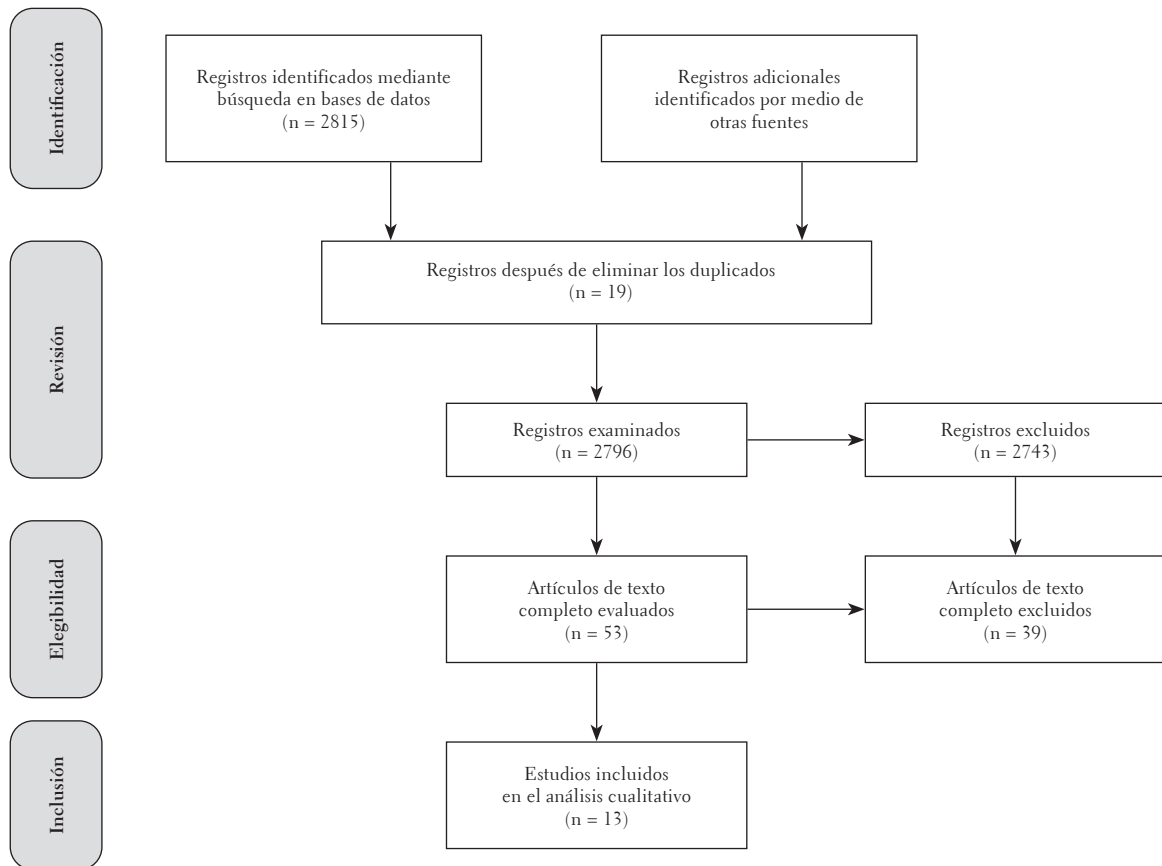 Identificación
Registros identificados mediante
búsqueda en bases de datos
(n = 2815)
Registros adicionales
identificados por medio de
otras fuentes
Revisión
Registros después de eliminar los duplicados
(n = 19)
Registros examinados
(n = 2796)
Registros excluidos
(n = 2743)
Elegibilidad
Artículos de texto
completo evaluados
(n = 53)
Artículos de texto
completo excluidos
(n = 39)
Inclusión
Estudios incluidos
en el análisis cualitativo
(n = 13)